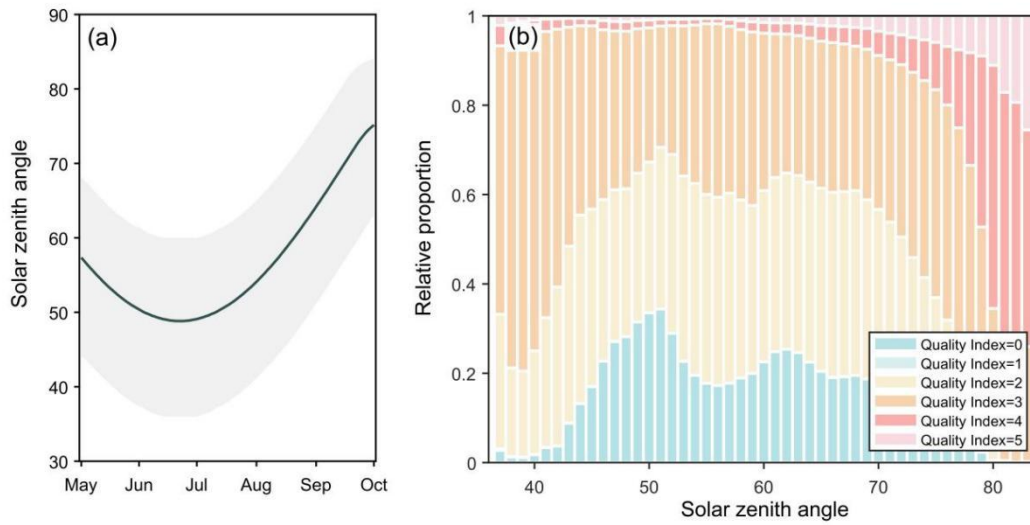 (a)
Solar zenith angle
90
80
90
70
60
50
40
30
May Jun Jul Aug Sep Oct
(b)
Relative proportion
1
0.8
0.6
0.4
0.2
0
Quality Index=0
Quality Index=1
Quality Index=2
Quality Index=3
Quality Index=4
Quality Index=5
40 50 60 70 80
Solar zenith angle